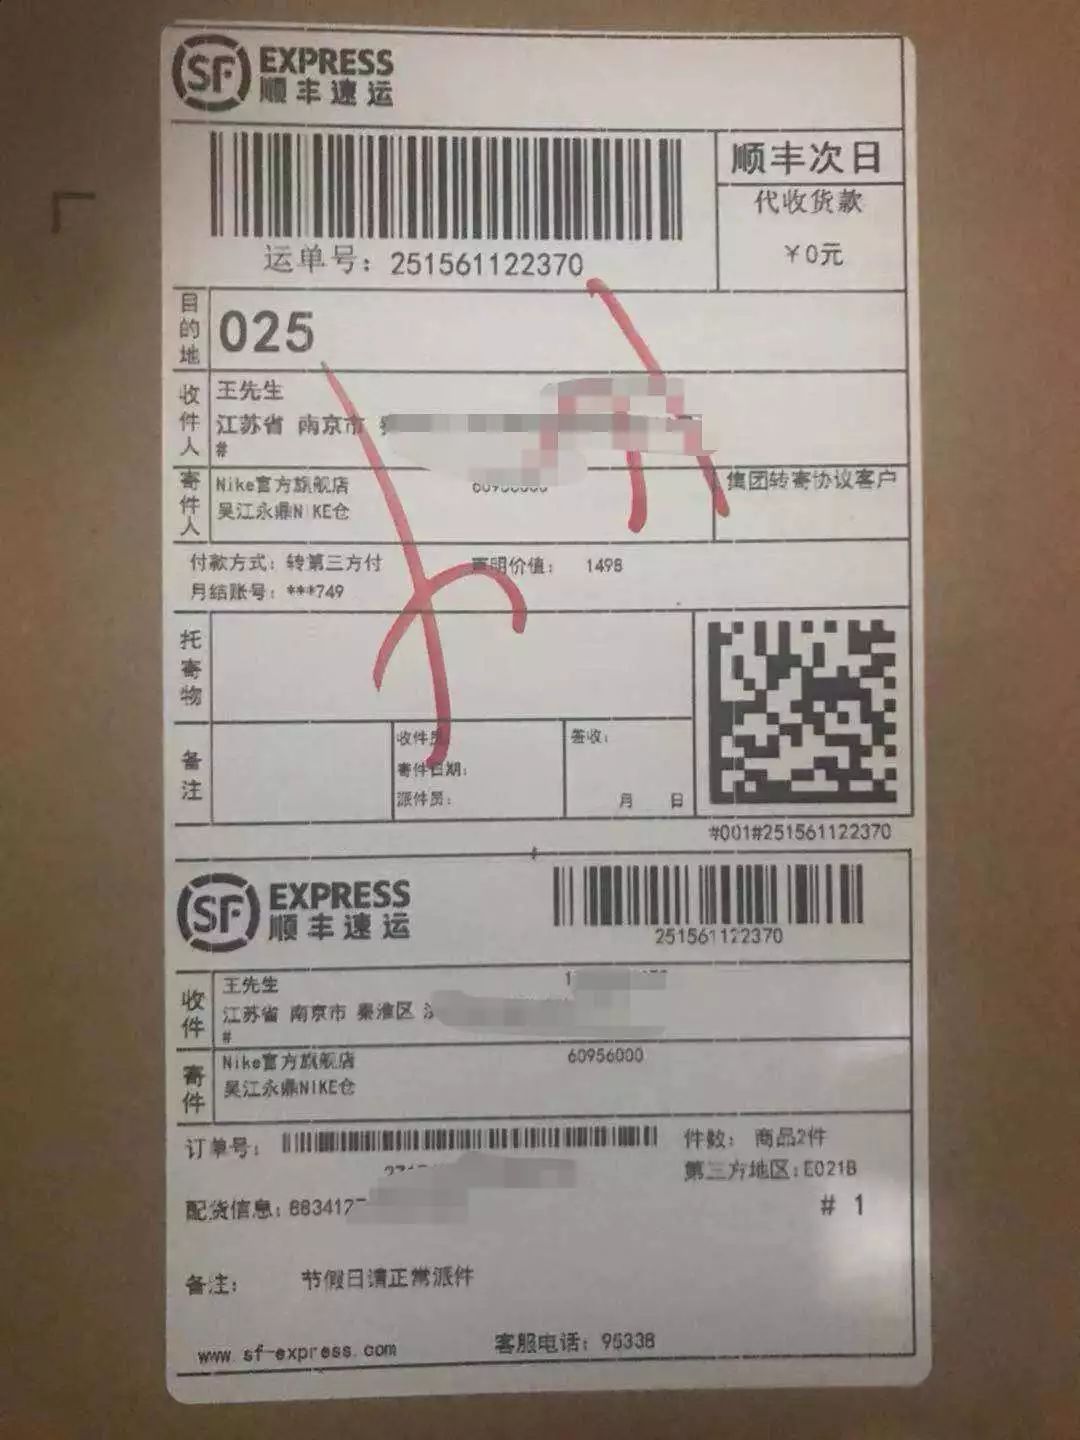 SF EXPRESS
顺丰速运
顺丰次日
代收货款
￥0元
运单号：251561122370
目的地
025
收件人
王先生
江苏省 南京市
#
寄件人
Nike官方旗舰店
吴江永鼎NIKE仓
集团转寄协议客户
付款方式：转第三方付
声明价值： 1498
月结账号：***749
托寄物
备注
收件员
寄件日期：
派件员：
签收：
月 日
#001#251561122370
SF EXPRESS
顺丰速运
251561122370
收件
王先生
江苏省 南京市 秦淮区
#
寄件
Nike官方旗舰店 60956000
吴江永鼎NIKE仓
订单号：
件数： 商品2件
第三方地区：E021B
配货信息：683417
# 1
备注： 节假日请正常派件
www.sf-express.com 客服电话：95338